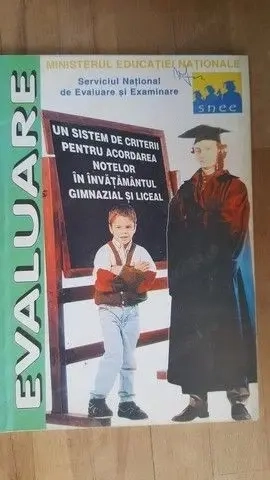 MINISTERUL EDUCAȚIEI NAȚIONALE
Serviciul Național
de Evaluare și Examinare
snee
EVALUARE
UN SISTEM DE CRITERII
PENTRU ACORDAREA
NOTELOR
ÎN ÎNVĂȚĂMÂNTUL
GIMNAZIAL ȘI LICEAL